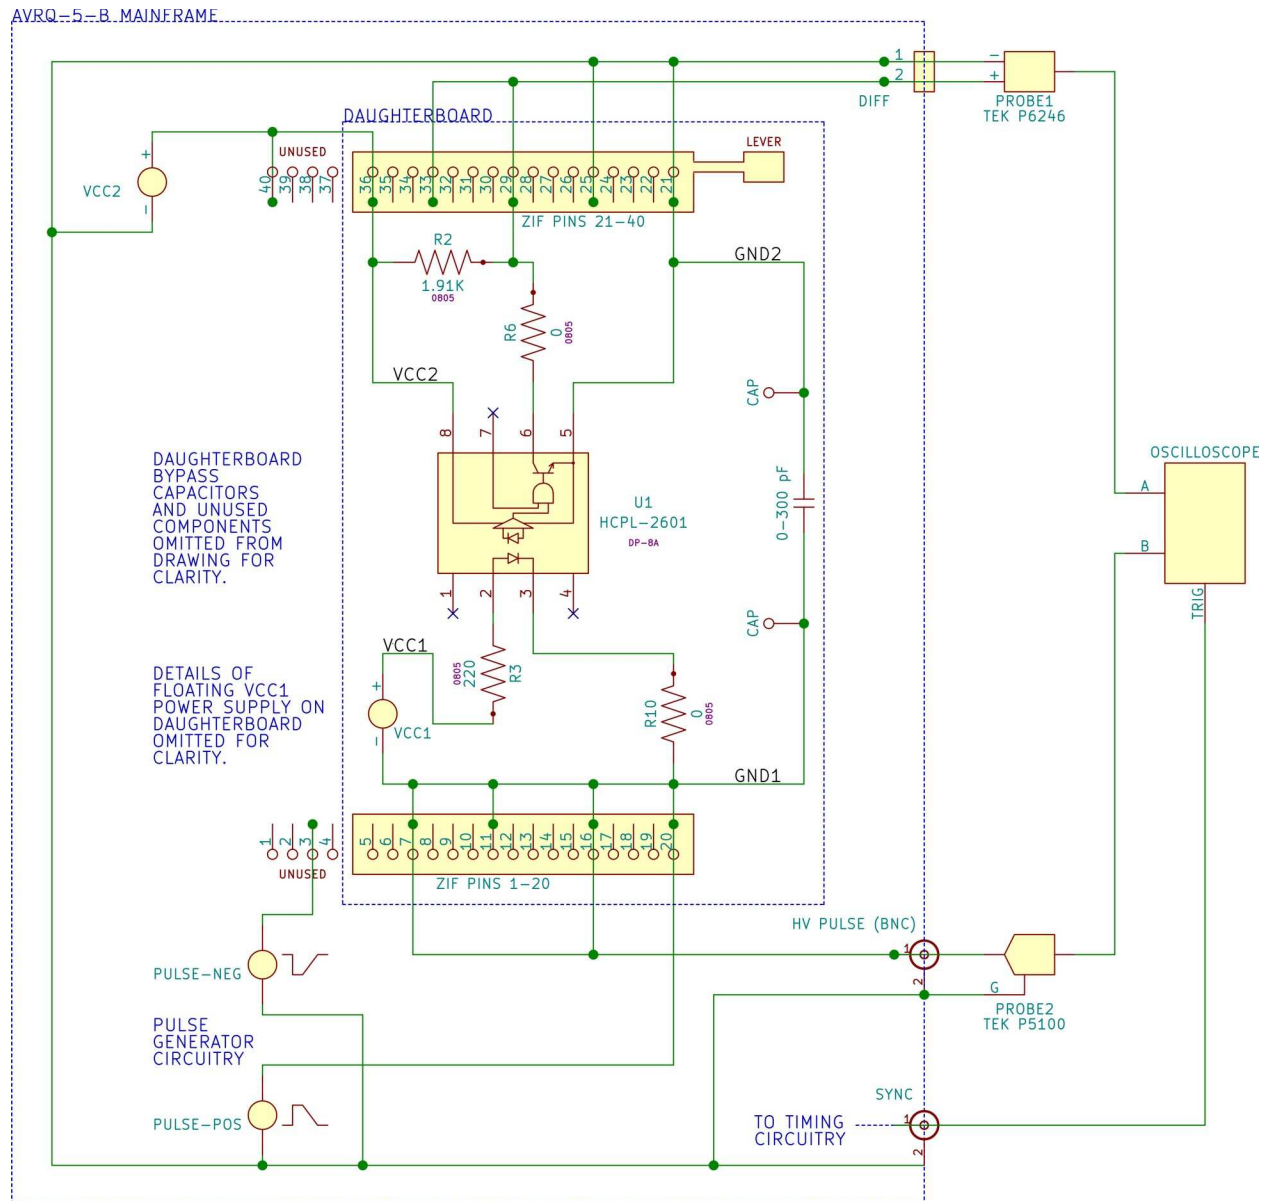 AVRQ-5-B MAINFRAME
1
2
DIFF
-
+
PROBE1
TEK P6246
DAUGHTERBOARD
LEVER
UNUSED
40
39
38
37
36
35
34
33
32
31
30
29
28
27
26
25
24
23
22
21
ZIF PINS 21-40
+
VCC2
-
R2
1.91K
0805
GND2
R6
0
0805
VCC2
CAP
8
7
6
5
DAUGHTERBOARD
BYPASS
CAPACITORS
AND UNUSED
COMPONENTS
OMITTED FROM
DRAWING FOR
CLARITY.
U1
HCPL-2601
DP-8A
0-300 pF
OSCILLOSCOPE
A
B
TRIG
1
2
3
4
CAP
VCC1
0805
220
R3
DETAILS OF
FLOATING VCC1
POWER SUPPLY ON
DAUGHTERBOARD
OMITTED FOR
CLARITY.
+
VCC1
-
R10
0
0805
GND1
1
2
3
4
5
6
7
8
9
10
11
12
13
14
15
16
17
18
19
20
UNUSED
ZIF PINS 1-20
HV PULSE (BNC)
1
2
G
PROBE2
TEK P5100
PULSE-NEG
PULSE
GENERATOR
CIRCUITRY
PULSE-POS
SYNC
TO TIMING
CIRCUITRY
1
2